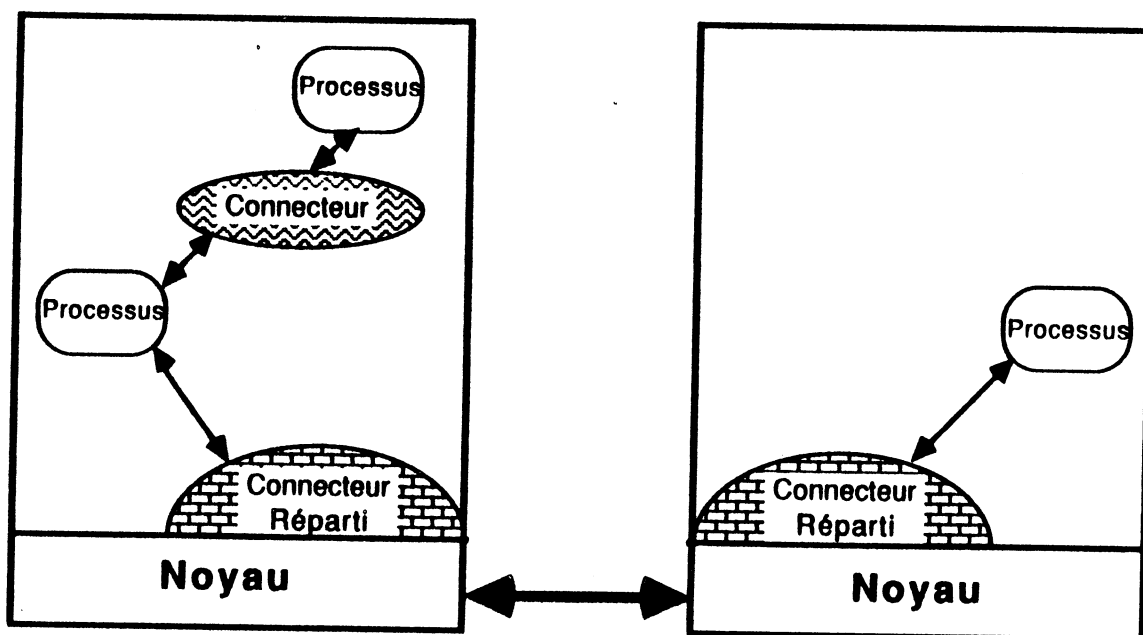 Processus
Connecteur
Processus
Connecteur
Réparti
Noyau
Processus
Connecteur
Réparti
Noyau